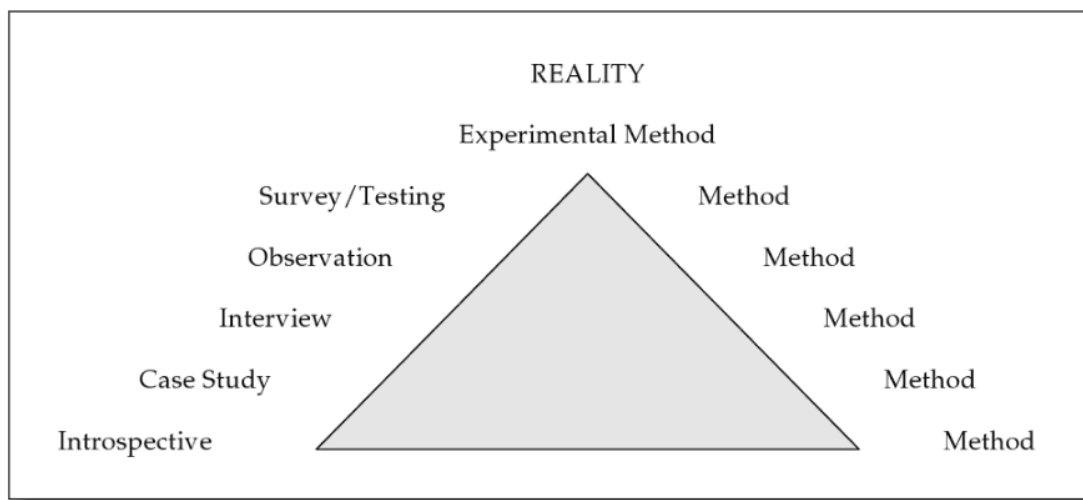 REALITY
Experimental Method
Survey/Testing Method
Observation Method
Interview Method
Case Study Method
Introspective Method